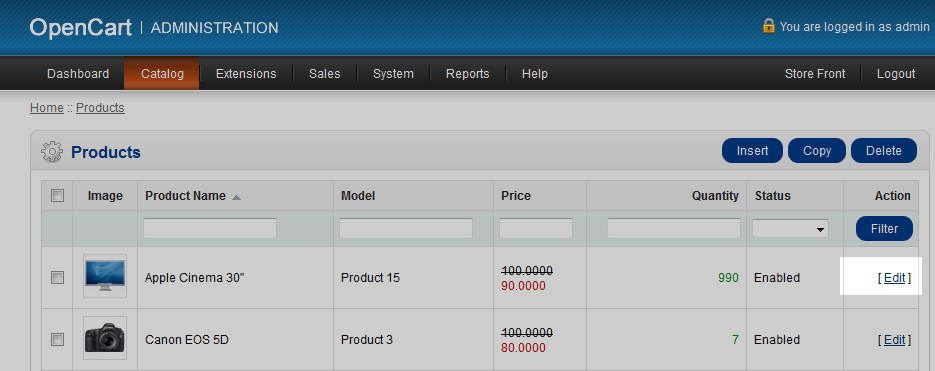 OpenCart | ADMINISTRATION You are logged in as admin
Dashboard Catalog Extensions Sales System Reports Help Store Front Logout
Home :: Products
Products Insert Copy Delete
Image Product Name Model Price Quantity Status Action
Filter
100.0000
Apple Cinema 30" Product 15 990 Enabled [ Edit ]
90.0000
100.0000
Canon EOS 5D Product 3 7 Enabled [ Edit ]
80.0000